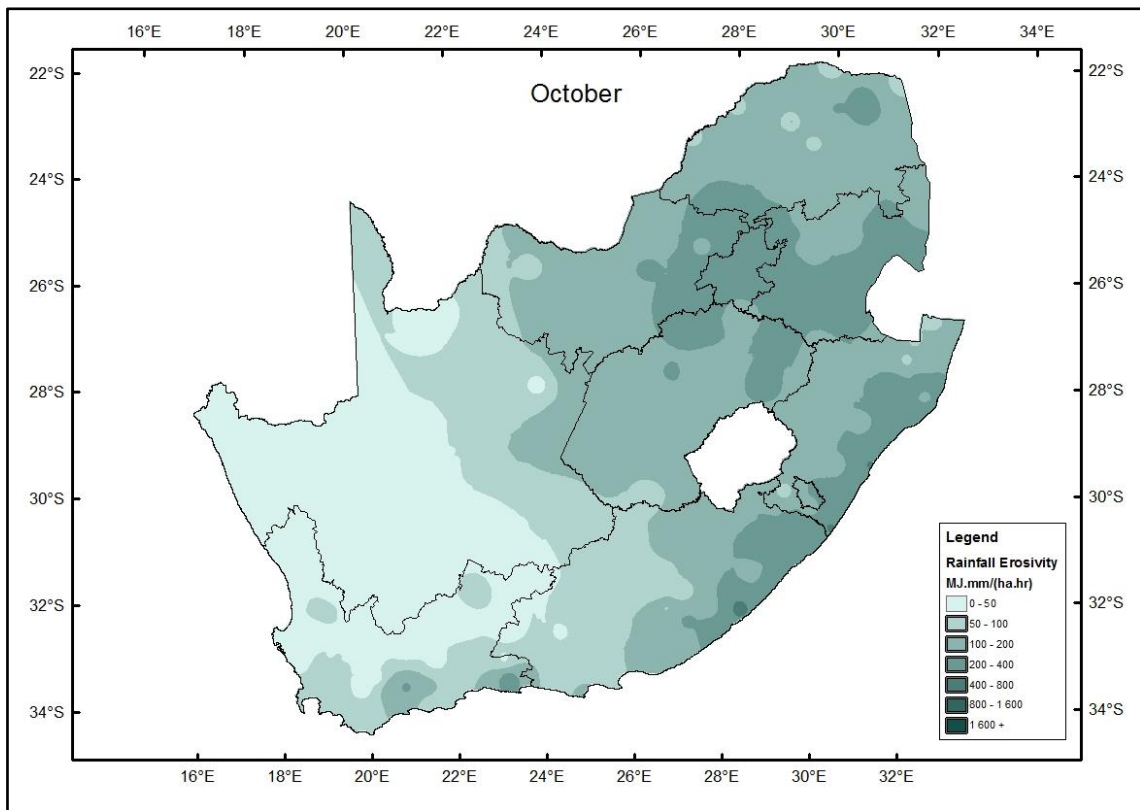 16°E 18°E 20°E 22°E 24°E 26°E 28°E 30°E 32°E 34°E
October
22°S 22°S
24°S 24°S
26°S 26°S
28°S 28°S
30°S 30°S
32°S 32°S
34°S 34°S
Legend
Rainfall Erosivity
MJ.mm/(ha.hr)
0 - 50
50 - 100
100 - 200
200 - 400
400 - 800
800 - 1 600
1 600 +
16°E 18°E 20°E 22°E 24°E 26°E 28°E 30°E 32°E